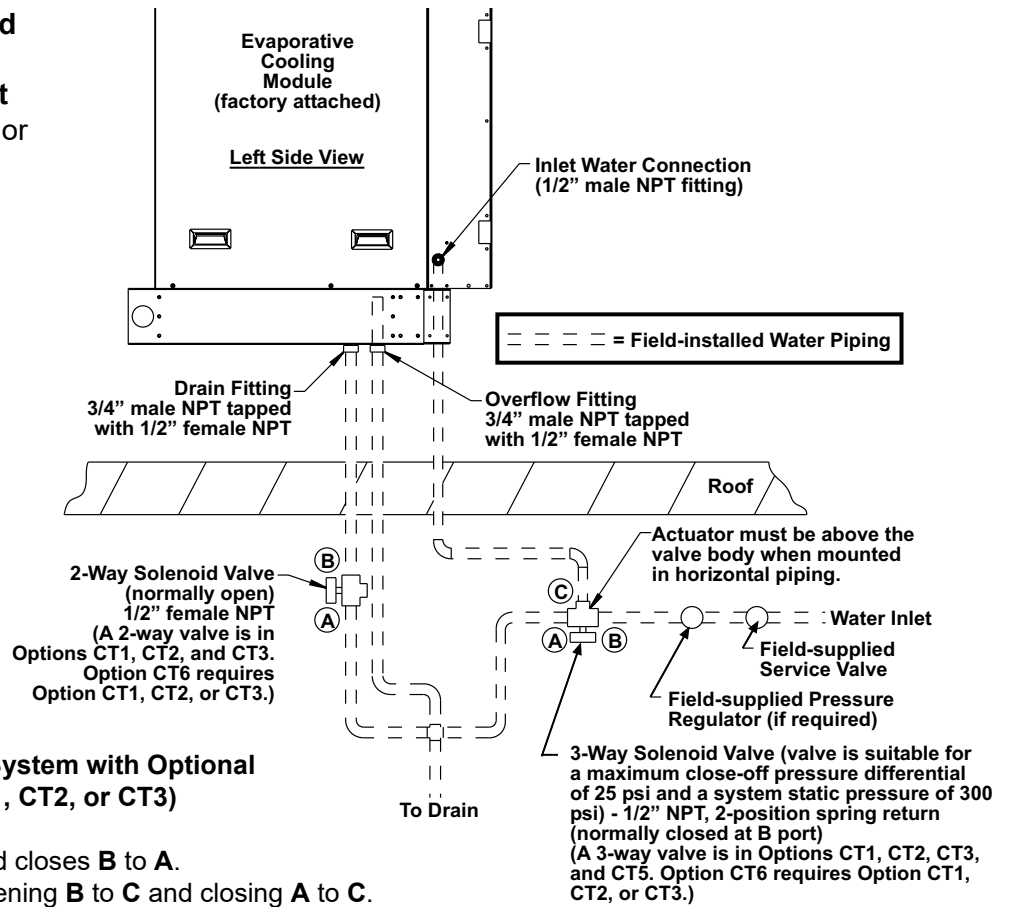 d
t
or
Evaporative
Cooling
Module
(factory attached)
Left Side View
Inlet Water Connection
(1/2” male NPT fitting)
= Field-installed Water Piping
Drain Fitting
3/4” male NPT tapped
with 1/2” female NPT
Overflow Fitting
3/4” male NPT tapped
with 1/2” female NPT
Roof
Actuator must be above the
valve body when mounted
in horizontal piping.
B
A
2-Way Solenoid Valve
(normally open)
1/2” female NPT
(A 2-way valve is in
Options CT1, CT2, and CT3.
Option CT6 requires
Option CT1, CT2, or CT3.)
C
A
B
Water Inlet
Field-supplied
Service Valve
Field-supplied Pressure
Regulator (if required)
3-Way Solenoid Valve (valve is suitable for
a maximum close-off pressure differential
of 25 psi and a system static pressure of 300
psi) - 1/2” NPT, 2-position spring return
(normally closed at B port)
(A 3-way valve is in Options CT1, CT2, CT3,
and CT5. Option CT6 requires Option CT1,
CT2, or CT3.)
To Drain
System with Optional
, CT2, or CT3)
d closes B to A.
ening B to C and closing A to C.